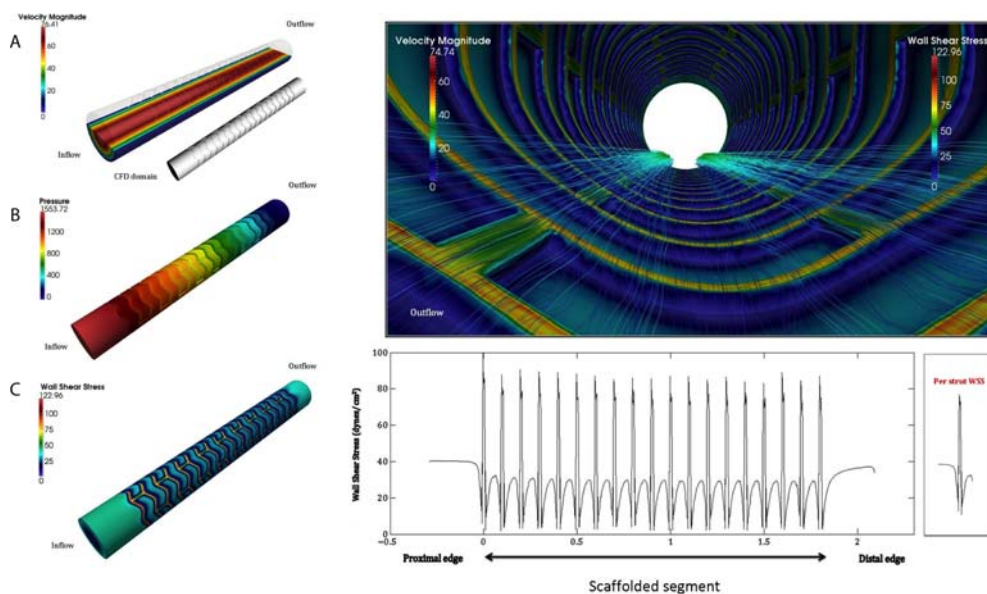 A
Velocity Magnitude
76.41
60
40
20
0
Outflow
Inflow
CFD domain
B
Pressure
1553.72
1200
800
400
0
Outflow
Inflow
C
Wall Shear Stress
122.96
100
75
50
25
0
Outflow
Inflow
Velocity Magnitude
74.74
60
40
20
0
Wall Shear Stress
122.96
100
75
50
25
0
Outflow
Wall Shear Stress (dynes/cm²)
100
80
60
40
20
0
-0.5
0
0.5
1
1.5
2
Per strut WSS
Proximal edge
Distal edge
Scaffolded segment